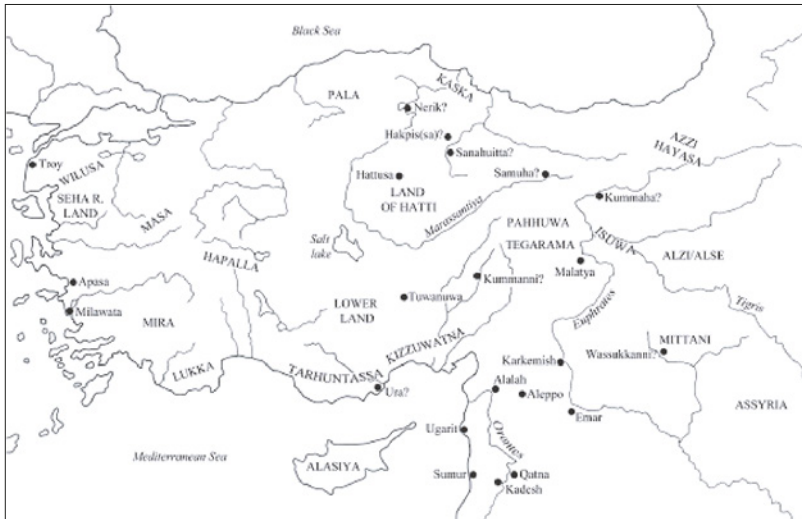 Black Sea
PALA
KASKA
Nerik?
Hakpis(sa)?
Sanahuitta?
AZZI
HAYASA
Troy
WILUSA
Hattusa
LAND
OF HATTI
Samuha?
Kummaha?
SEHA R.
LAND
MASA
Marassantiya
PAHHUWA
ISUWA
Salt
lake
TEGARAMA
ALZI/ALSE
HAPALLA
Malatya
Apasa
Kummanni?
Tigris
Milawata
MIRA
LOWER
LAND
Tuwanuwa
Euphrates
KIZZUWATNA
MITTANI
Wassukkanni?
LUKKA
TARHUNTASSA
Karkemish
Ura?
Alalah
Aleppo
ASSYRIA
Emar
Ugarit
Orontes
Mediterranean Sea
ALASIYA
Sumur
Qatna
Kadesh